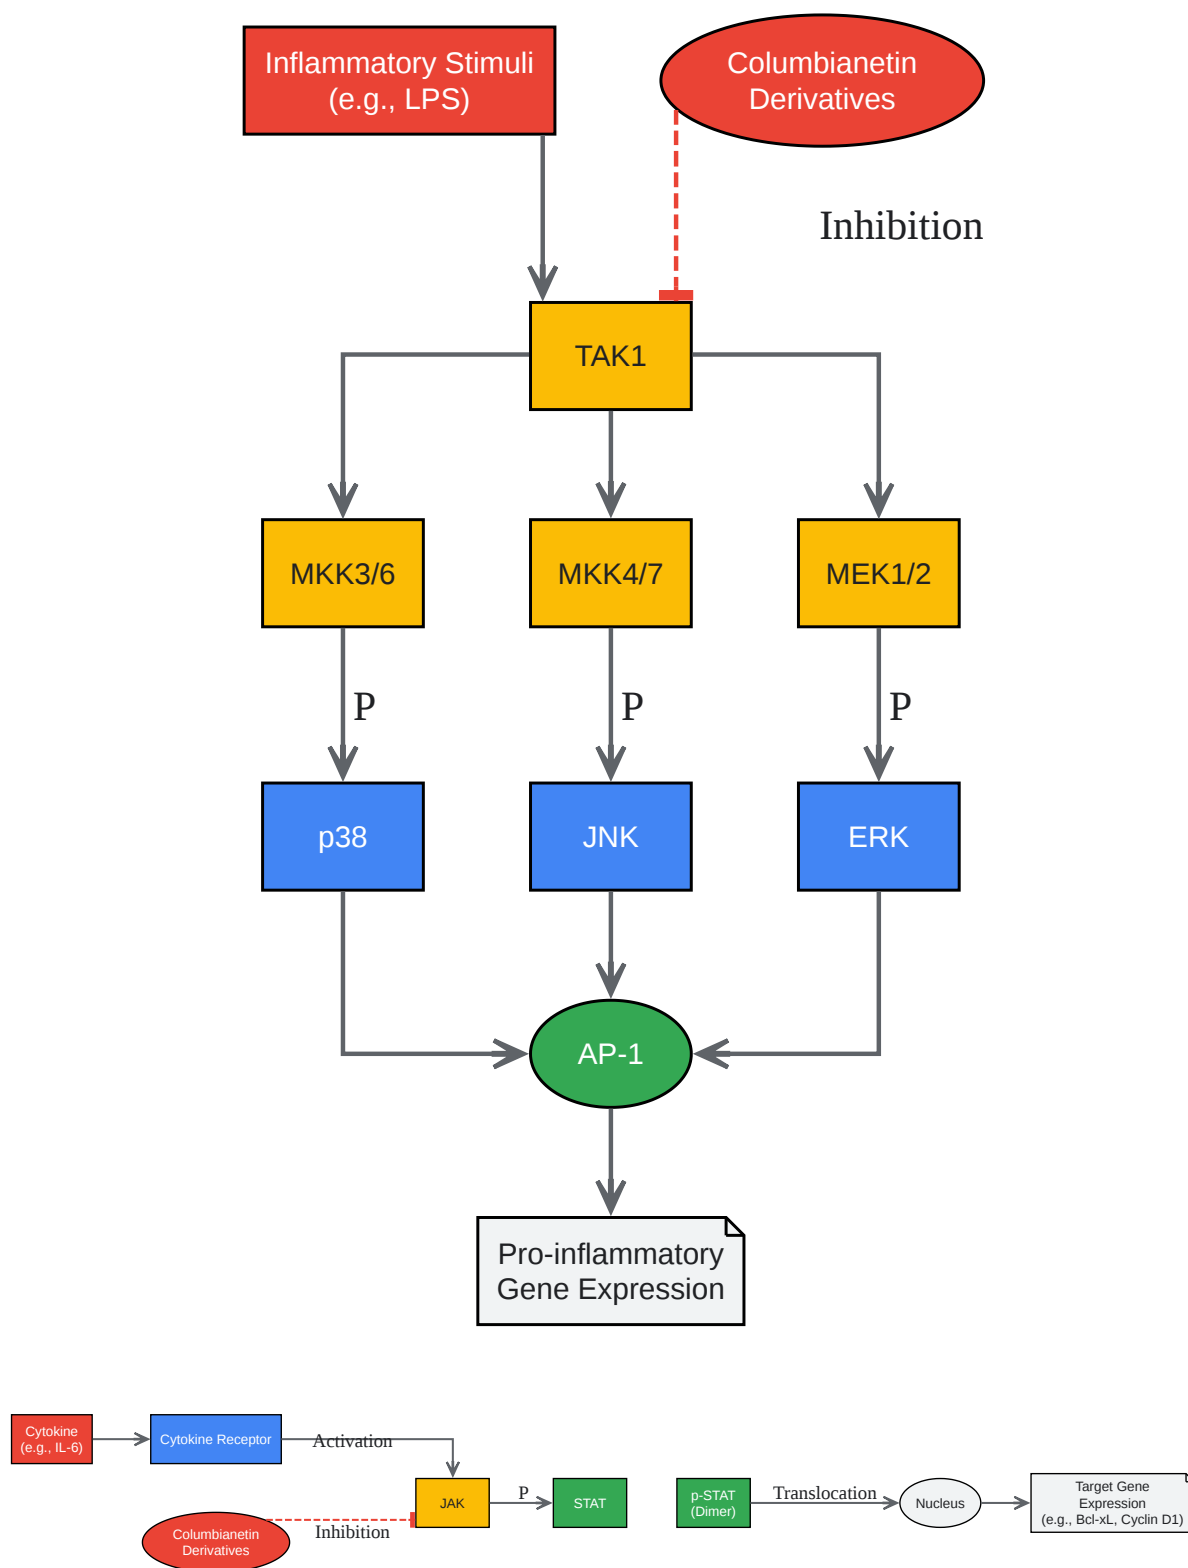 Inflammatory Stimuli
(e.g., LPS)
Columbianetin
Derivatives
Inhibition
TAK1
MKK3/6
MKK4/7
MEK1/2
P
P
P
p38
JNK
ERK
AP-1
Pro-inflammatory
Gene Expression
Cytokine
(e.g., IL-6)
Cytokine Receptor
Activation
JAK
P
STAT
p-STAT
(Dimer)
Translocation
Nucleus
Target Gene
Expression
(e.g., Bcl-xL, Cyclin D1)
Columbianetin
Derivatives
Inhibition